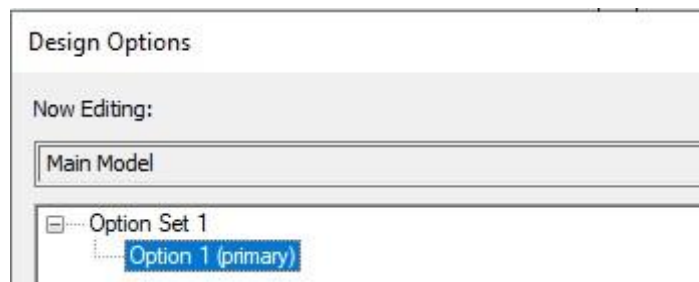 Design Options
Now Editing:
Main Model
Option Set 1
Option 1 (primary)